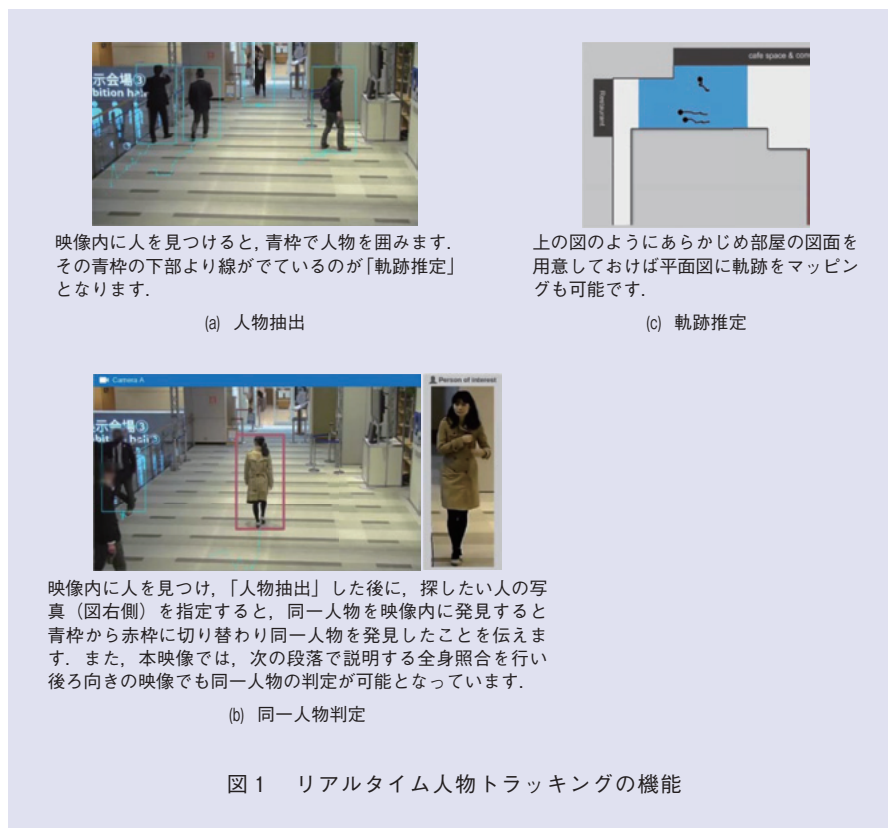 示会場③
bition hall
映像内に人を見つけると，青枠で人物を囲みます．
その青枠の下部より線がでているのが「軌跡推定」
となります．
(a) 人物抽出
cafe space & com
Restaurant
上の図のようにあらかじめ部屋の図面を
用意しておけば平面図に軌跡をマッピン
グも可能です．
(c) 軌跡推定
Camera A
示会場③
Person of Interest
映像内に人を見つけ，「人物抽出」した後に，探したい人の写
真（図右側）を指定すると，同一人物を映像内に発見すると
青枠から赤枠に切り替わり同一人物を発見したことを伝えま
す．また，本映像では，次の段落で説明する全身照合を行い
後ろ向きの映像でも同一人物の判定が可能となっています．
(b) 同一人物判定
図1 リアルタイム人物トラッキングの機能